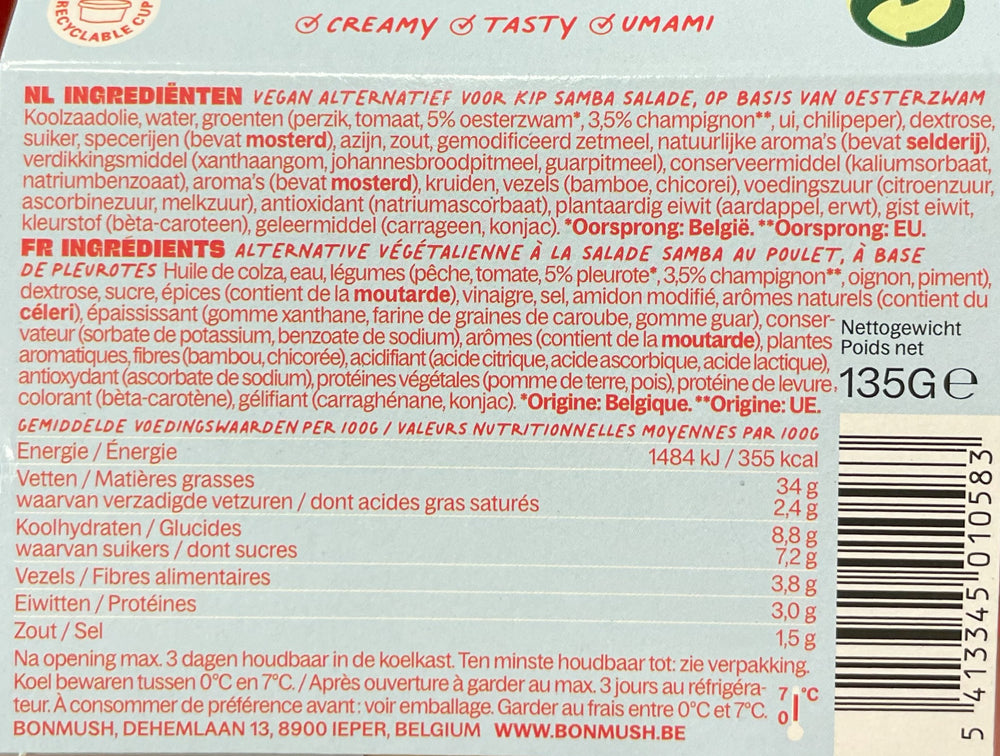 RECYCLABLE CUP
CREAMY TASTY UMAMI
NL INGREDIËNTEN VEGAN ALTERNATIEF VOOR KIP SAMBA SALADE, OP BASIS VAN OESTERZWAM
Koolzaadolie, water, groenten (perzik, tomaat, 5% oesterzwam*, 3,5% champignon**, ui, chilipeper), dextrose,
suiker, specerijen (bevat mosterd), azijn, zout, gemodificeerd zetmeel, natuurlijke aroma's (bevat selderij),
verdikkingsmiddel (xanthaangom, johannesbroodpitmeel, guarpitmeel), conserveermiddel (kaliumsorbaat,
natriumbenzoaat), aroma's (bevat mosterd), kruiden, vezels (bamboe, chicorei), voedingszuur (citroenzuur,
ascorbinezuur, melkzuur), antioxidant (natriumascorbaat), plantaardig eiwit (aardappel, erwt), gist eiwit,
kleurstof (bèta-caroteen), geleermiddel (carrageen, konjac). *Oorsprong: België. **Oorsprong: EU.
FR INGRÉDIENTS ALTERNATIVE VÉGÉTALIENNE À LA SALADE SAMBA AU POULET, À BASE
DE PLEUROTES Huile de colza, eau, légumes (pêche, tomate, 5% pleurote*, 3,5% champignon**, oignon, piment),
dextrose, sucre, épices (contient de la moutarde), vinaigre, sel, amidon modifié, arômes naturels (contient du
céleri), épaississant (gomme xanthane, farine de graines de caroube, gomme guar), conser-
vateur (sorbate de potassium, benzoate de sodium), arômes (contient de la moutarde), plantes
aromatiques, fibres (bambou, chicorée), acidifiant (acide citrique, acide ascorbique, acide lactique),
antioxydant (ascorbate de sodium), protéines végétales (pomme de terre, pois), protéine de levure,
colorant (bèta-carotène), gélifiant (carraghénane, konjac). *Origine: Belgique. **Origine: UE.
Nettogewicht
Poids net
135G e
GEMIDDELDE VOEDINGSWAARDEN PER 100G / VALEURS NUTRITIONNELLES MOYENNES PAR 100G
Energie / Énergie 1484 kJ / 355 kcal
Vetten / Matières grasses 34 g
waarvan verzadigde vetzuren / dont acides gras saturés 2,4 g
Koolhydraten / Glucides 8,8 g
waarvan suikers / dont sucres 7,2 g
Vezels / Fibres alimentaires 3,8 g
Eiwitten / Protéines 3,0 g
Zout / Sel 1,5 g
Na opening max. 3 dagen houdbaar in de koelkast. Ten minste houdbaar tot: zie verpakking.
Koel bewaren tussen 0°C en 7°C. / Après ouverture à garder au max. 3 jours au réfrigéra-
teur. À consommer de préférence avant: voir emballage. Garder au frais entre 0°C et 7°C.
7 °C
0
BONMUSH, DEHEMLAAN 13, 8900 IEPER, BELGIUM WWW.BONMUSH.BE
5 413345 010583